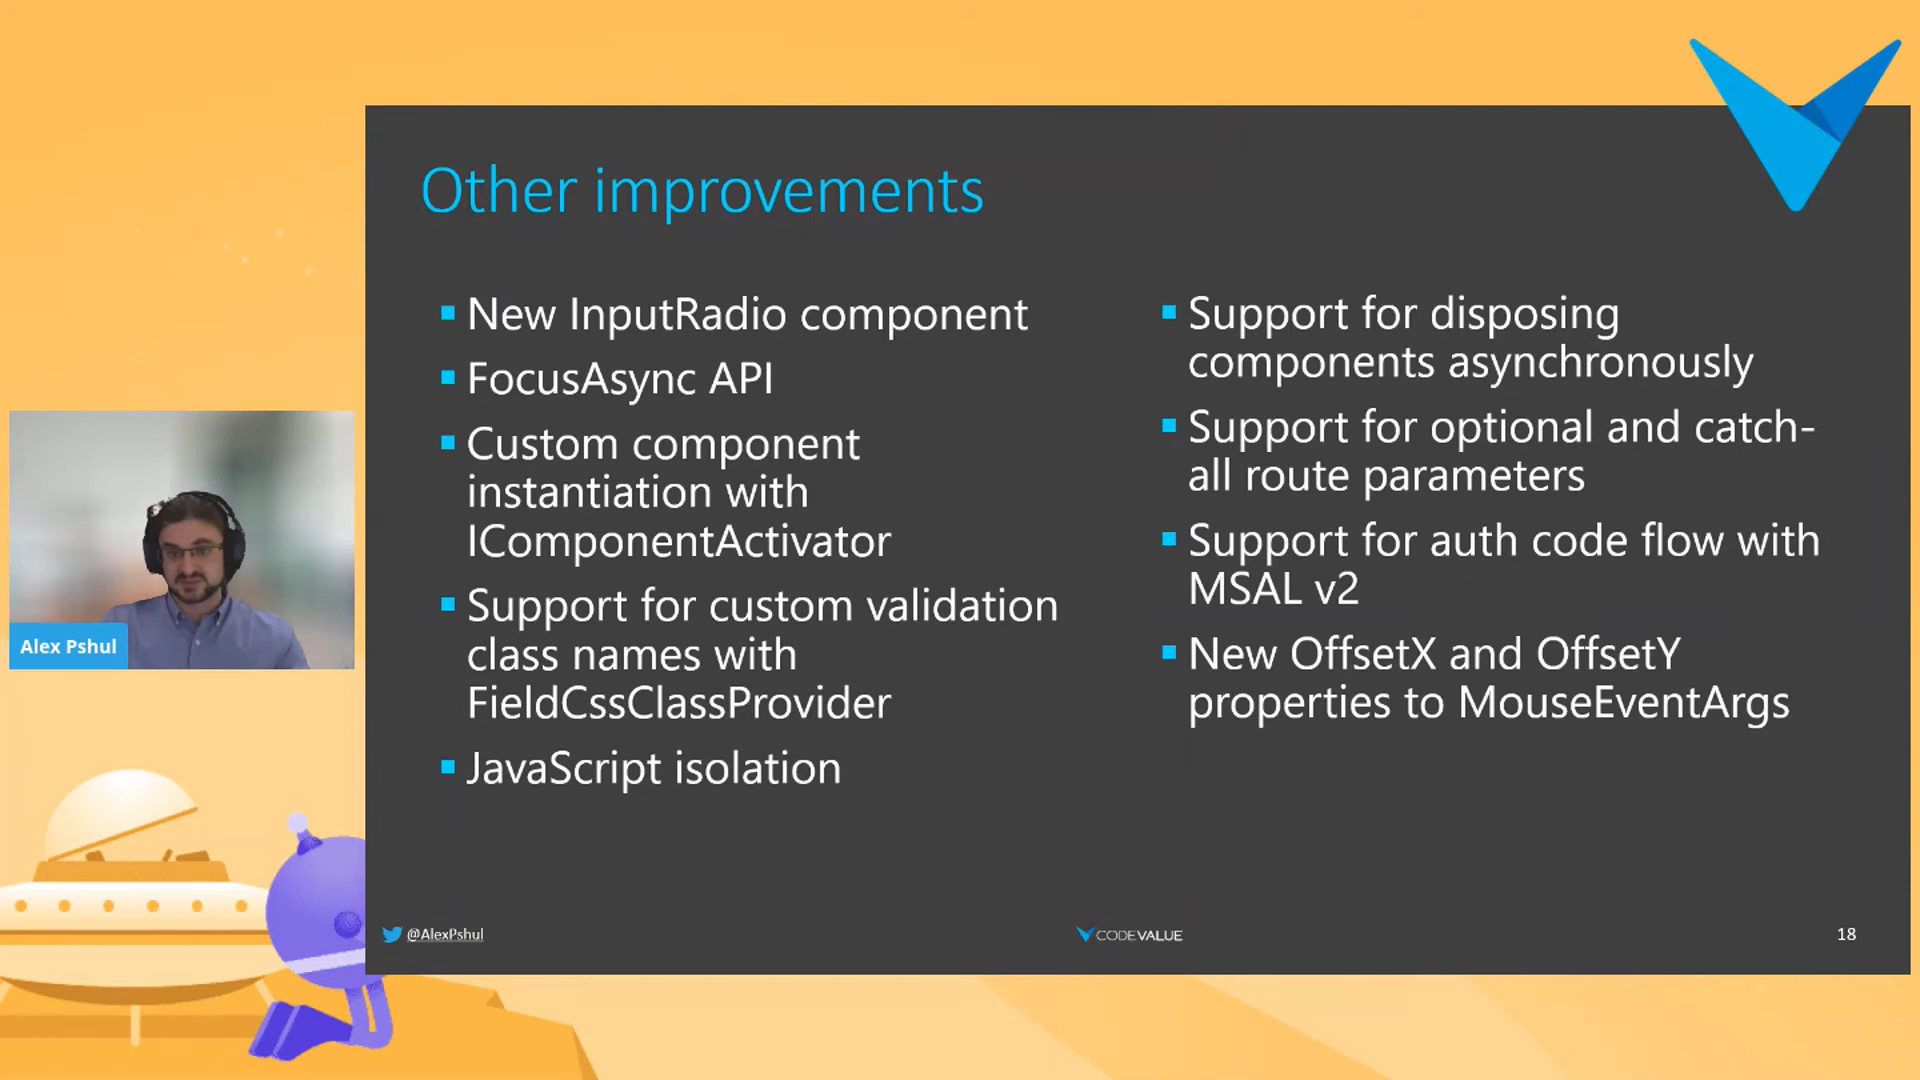 Other improvements
New InputRadio component
FocusAsync API
Custom component
instantiation with
IComponentActivator
Support for custom validation
class names with
FieldCssClassProvider
JavaScript isolation
Support for disposing
components asynchronously
Support for optional and catch-
all route parameters
Support for auth code flow with
MSAL v2
New OffsetX and OffsetY
properties to MouseEventArgs
Alex Pshul
@AlexPshul
CODEVALUE
18